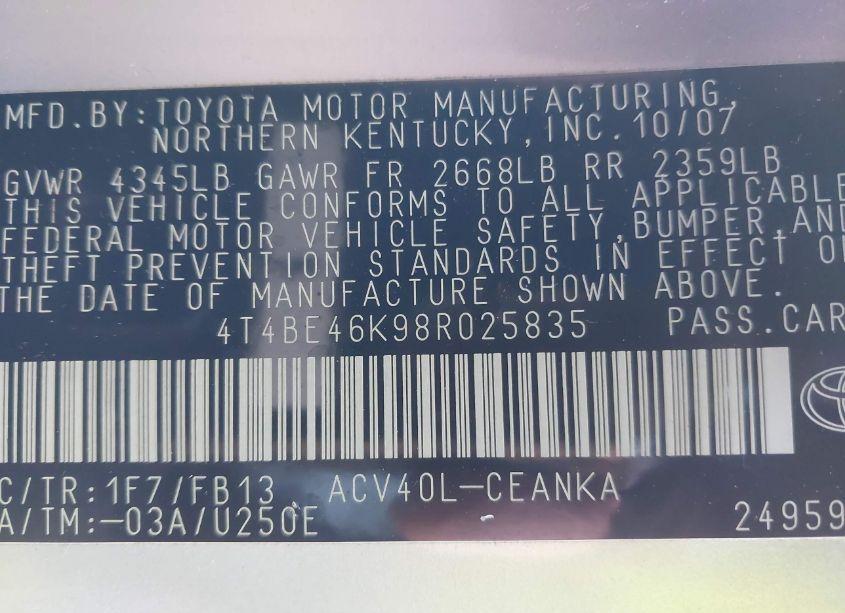 MFD.BY:TOYOTA MOTOR MANUFACTURING,
NORTHERN KENTUCKY,INC.10/07
GVWR 4345LB GAWR FR 2668LB RR 2359LB
THIS VEHICLE CONFORMS TO ALL APPLICABLE
FEDERAL MOTOR VEHICLE SAFETY,BUMPER,AND
THEFT PREVENTION STANDARDS IN EFFECT O
THE DATE OF MANUFACTURE SHOWN ABOVE.
4T4BE46K98R025835 PASS.CAR
C/TR:1F7/FB13 ACV40L-CEANKA
A/TM:-03A/U250E 24959